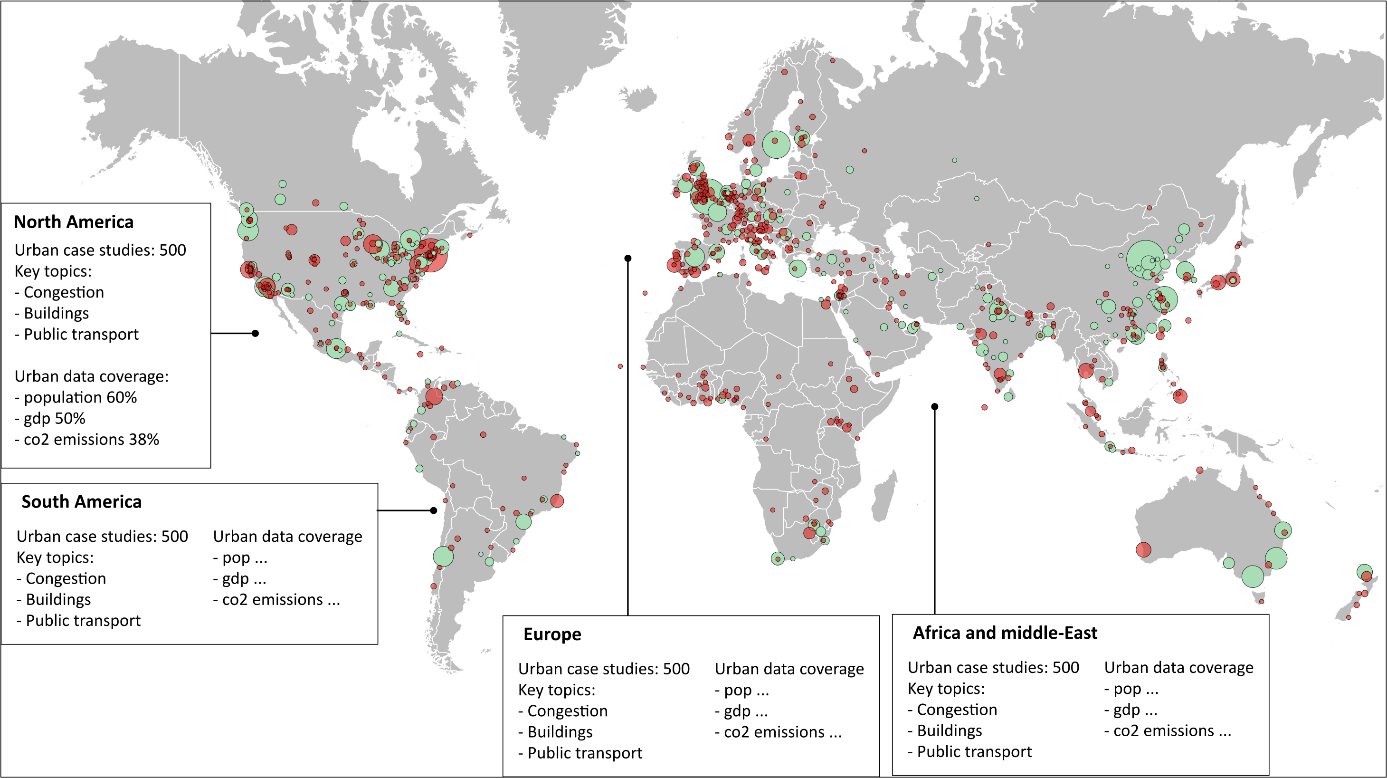 North America
Urban case studies: 500
Key topics:
- Congestion
- Buildings
- Public transport
Urban data coverage:
- population 60%
- gdp 50%
- co2 emissions 38%
South America
Urban case studies: 500
Key topics:
- Congestion
- Buildings
- Public transport
Urban data coverage
- pop ...
- gdp ...
- co2 emissions ...
Europe
Urban case studies: 500
Key topics:
- Congestion
- Buildings
- Public transport
Urban data coverage
- pop ...
- gdp ...
- co2 emissions ...
Africa and middle-East
Urban case studies: 500
Key topics:
- Congestion
- Buildings
- Public transport
Urban data coverage
- pop ...
- gdp ...
- co2 emissions ...